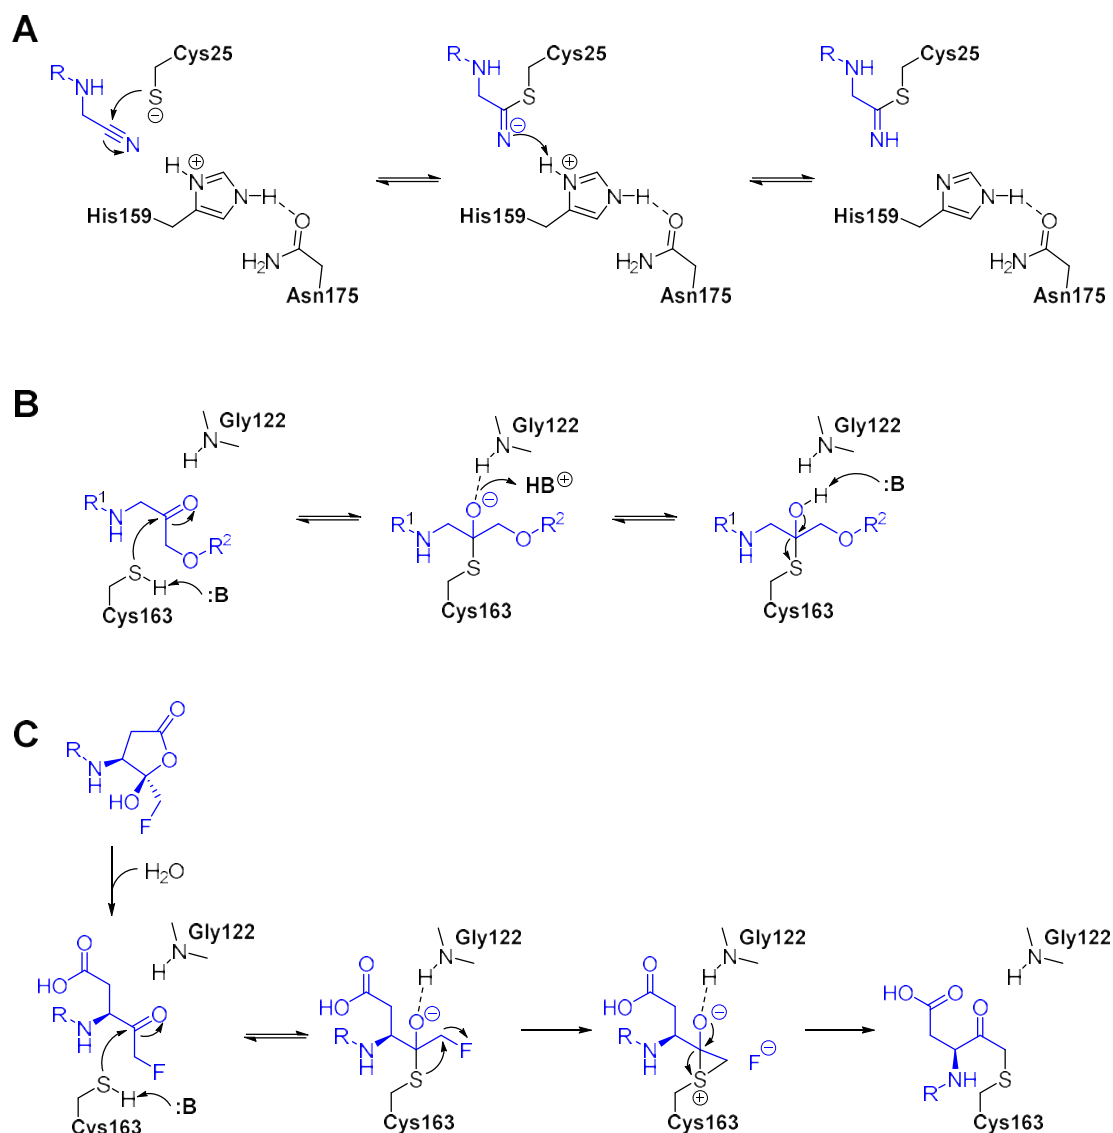 A
R NH N S ⊖ Cys25
H ⊕ N N H
His159 O H₂N
Asn175
R NH N ⊖ S Cys25
H ⊕ N N H
His159 O H₂N
Asn175
R NH NH S Cys25
N N H
His159 O H₂N
Asn175
B
Gly122
H N
R¹ N H O O R²
S H :B
Cys163
Gly122
H N
HB⊕
R¹ N H O ⊖ O R²
S
Cys163
Gly122
H N
H :B
R¹ N H O O R²
S
Cys163
C
O
R N H O
HO
F
H₂O
Gly122
O H N
HO
R N H O
F
S H :B
Cys163
Gly122
O H N
HO O ⊖
R N H F
S
Cys163
Gly122
O H N
HO O ⊖
R N H F ⊖
S ⊕
Cys163
Gly122
H N
HO O O
R NH S
Cys163